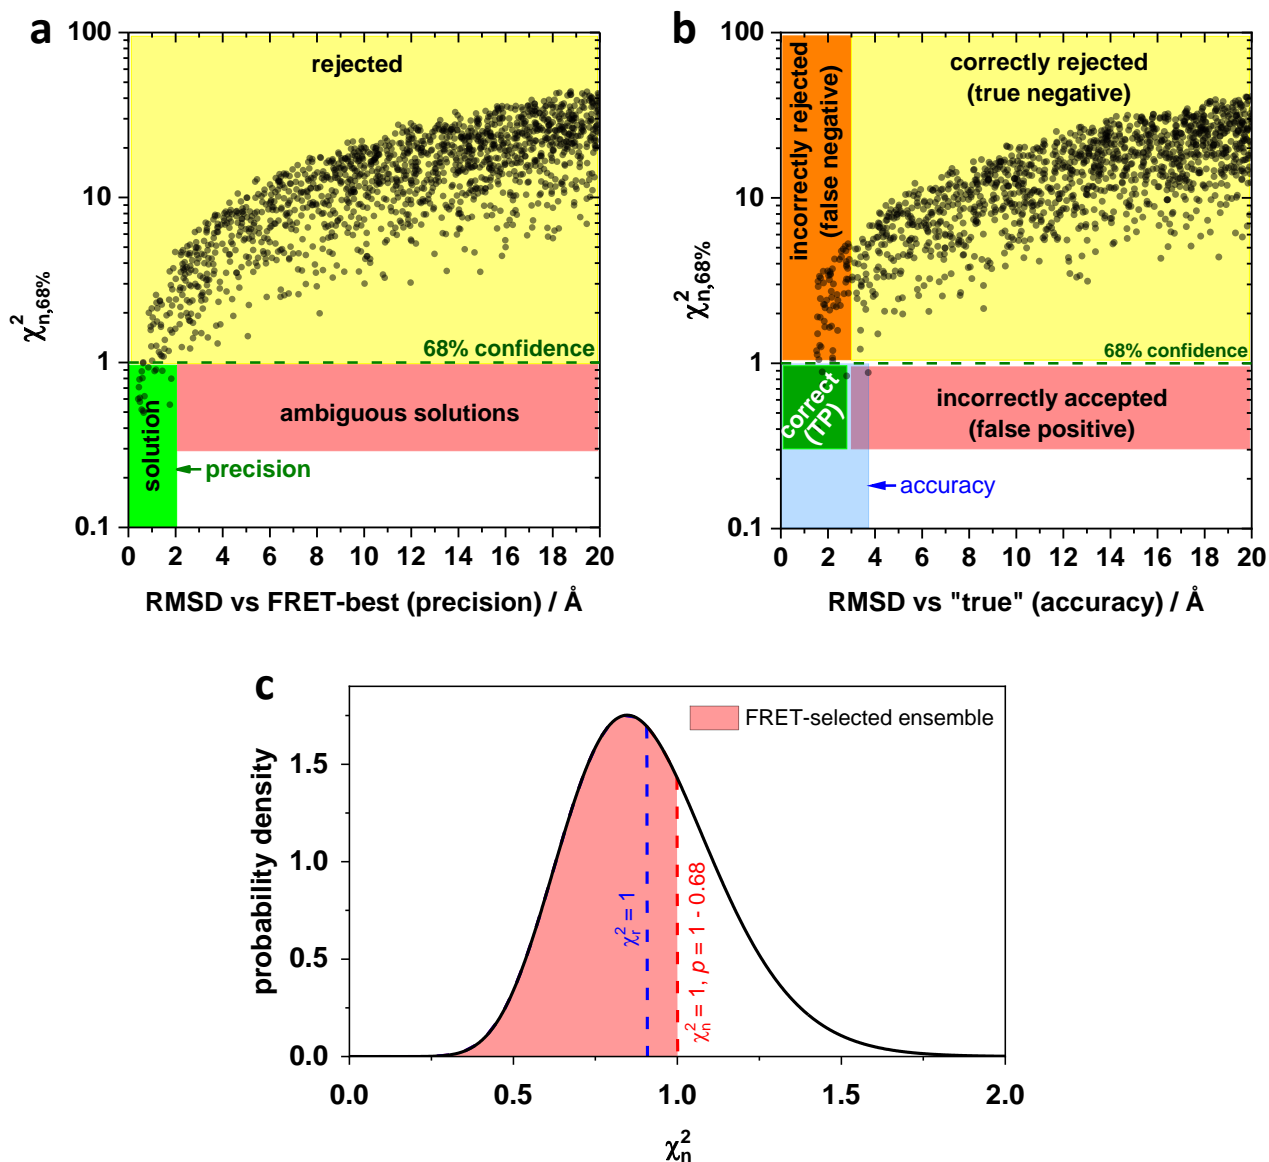 a
100
10
1
0.1
χ²n,68%
rejected
68% confidence
ambiguous solutions
solution
precision
0 2 4 6 8 10 12 14 16 18 20
RMSD vs FRET-best (precision) / Å
b
100
10
1
0.1
χ²n,68%
incorrectly rejected
(false negative)
correctly rejected
(true negative)
68% confidence
correct
(TP)
incorrectly accepted
(false positive)
accuracy
0 2 4 6 8 10 12 14 16 18 20
RMSD vs "true" (accuracy) / Å
c
probability density
1.5
1.0
0.5
0.0
FRET-selected ensemble
χ²r = 1
χ²n = 1, p = 1 - 0.68
0.0 0.5 1.0 1.5 2.0
χ²n